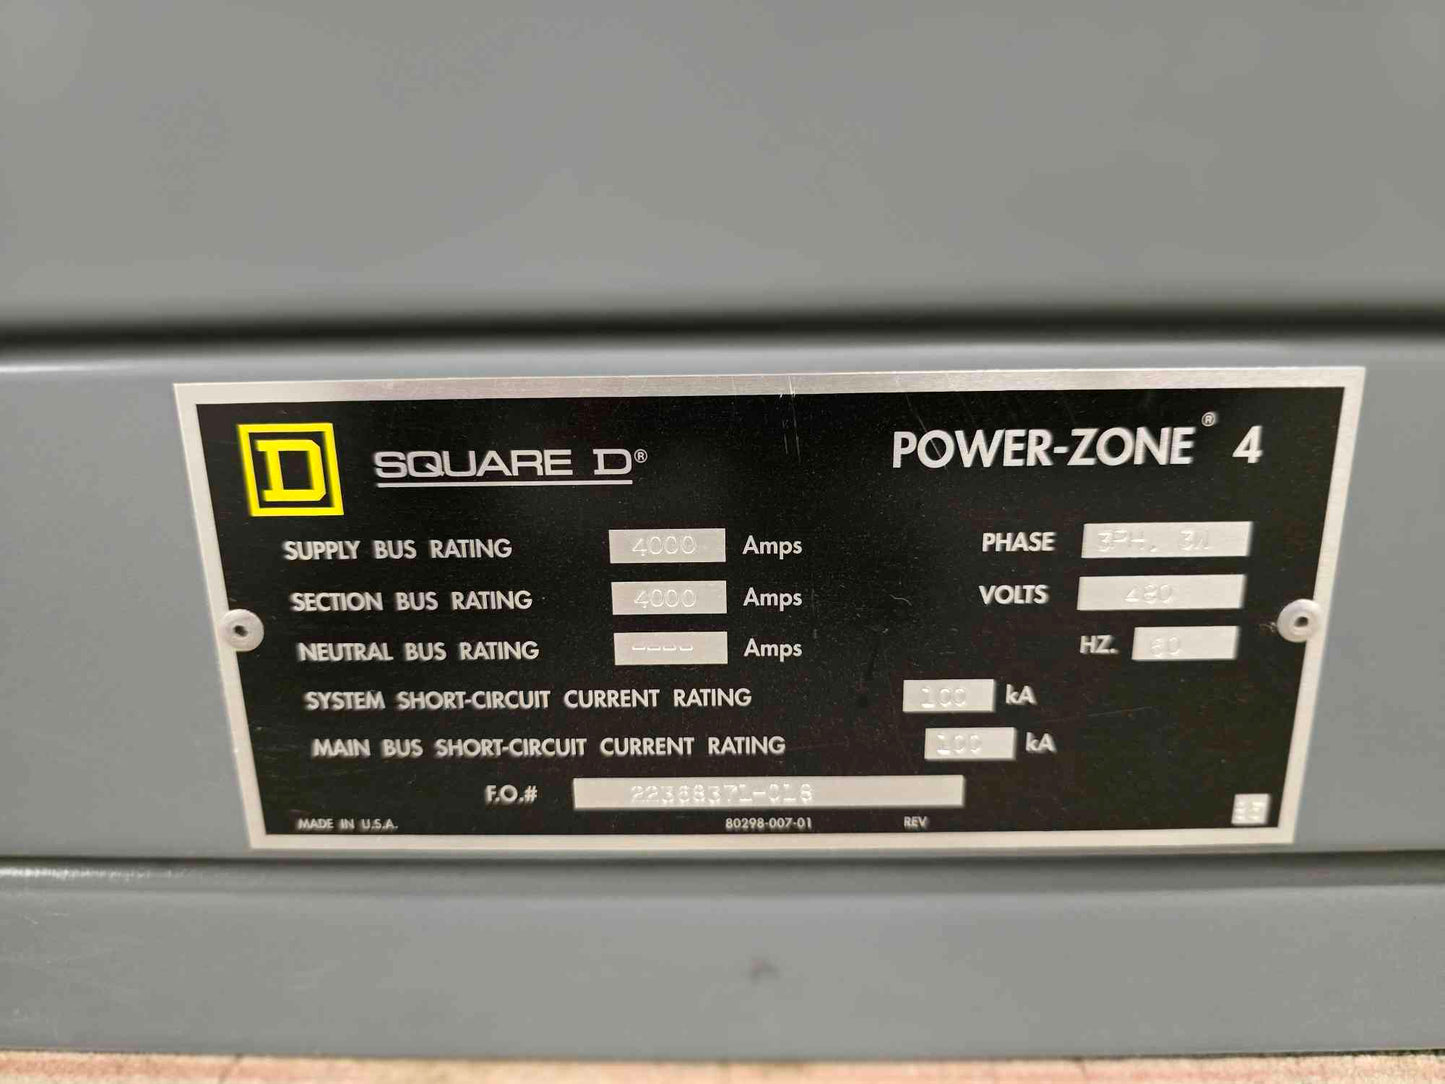 D SQUARE D® POWER-ZONE® 4
SUPPLY BUS RATING 4000 Amps PHASE 3PH, 3W
SECTION BUS RATING 4000 Amps VOLTS 480
NEUTRAL BUS RATING ---- Amps HZ. 60
SYSTEM SHORT-CIRCUIT CURRENT RATING 100 kA
MAIN BUS SHORT-CIRCUIT CURRENT RATING 100 kA
F.O.# 22368371-018
MADE IN U.S.A. 80298-007-01 REV